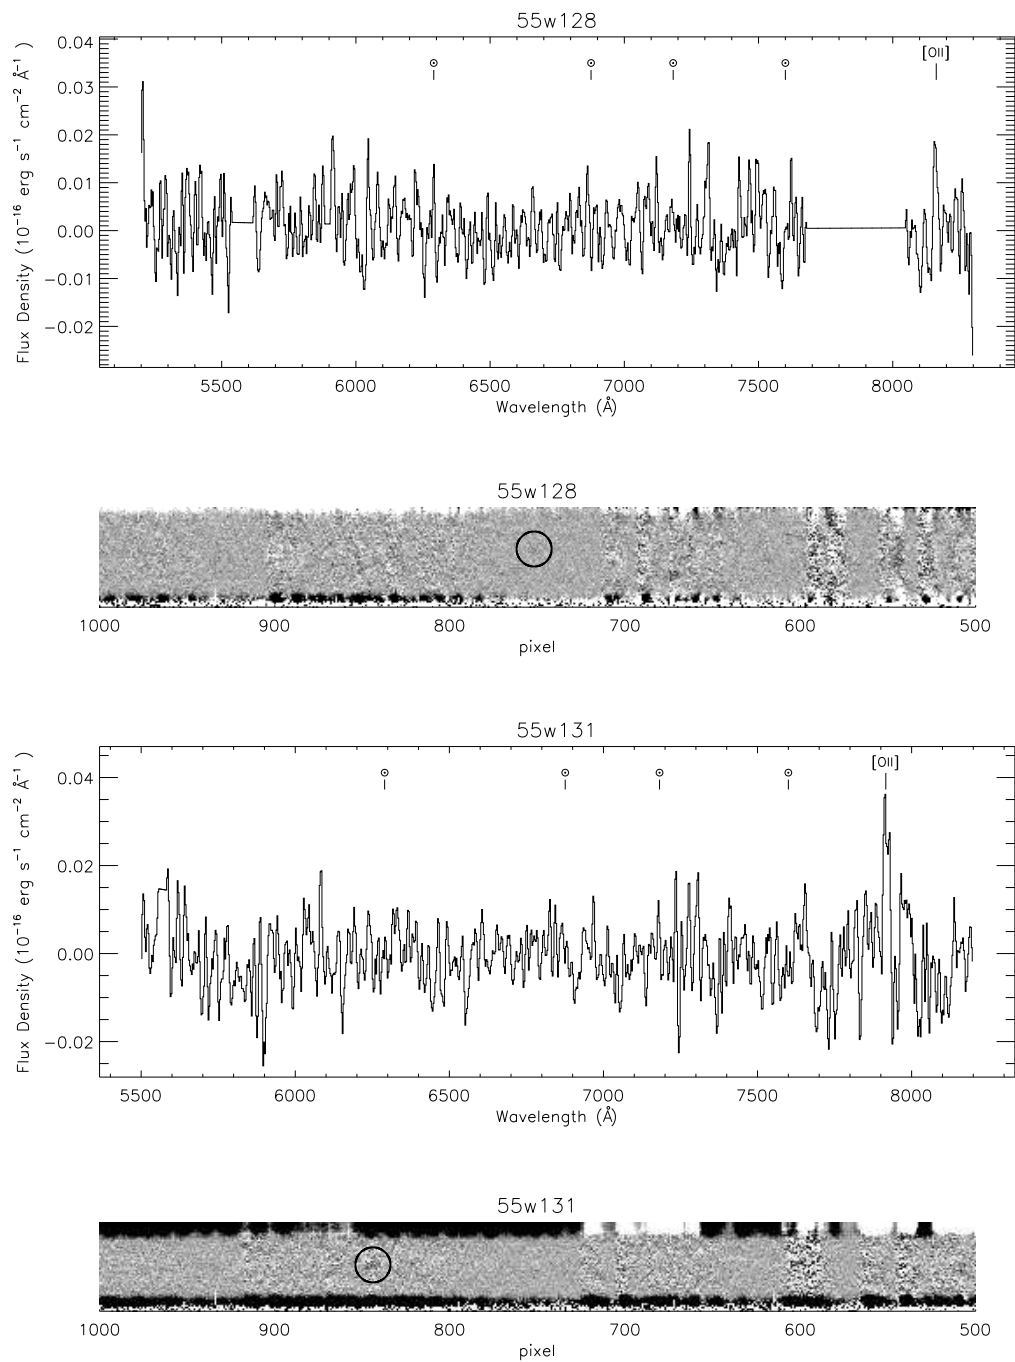 55w128
0.04
0.03
0.02
0.01
0.00
−0.01
−0.02
Flux Density (10⁻¹⁶ erg s⁻¹ cm⁻² Å⁻¹ )
[OII]
5500 6000 6500 7000 7500 8000
Wavelength (Å)
55w128
1000 900 800 700 600 500
pixel
55w131
0.04
0.02
0.00
−0.02
Flux Density (10⁻¹⁶ erg s⁻¹ cm⁻² Å⁻¹ )
[OII]
5500 6000 6500 7000 7500 8000
Wavelength (Å)
55w131
1000 900 800 700 600 500
pixel